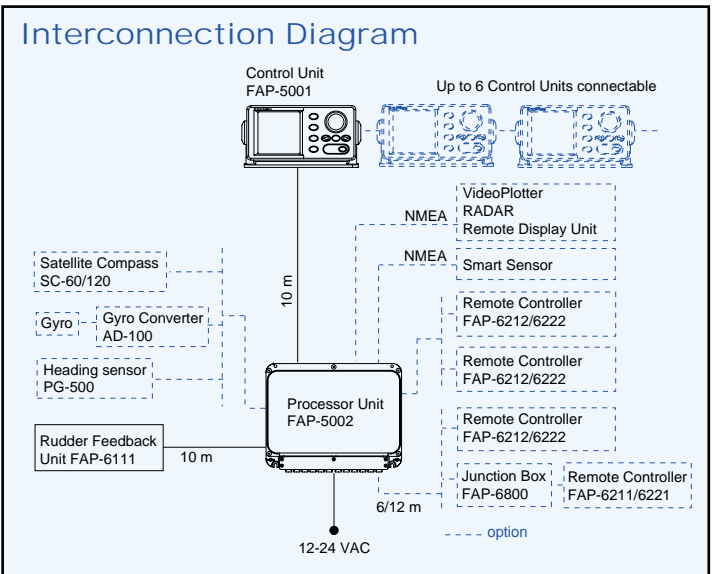 Interconnection Diagram
Control Unit
FAP-5001
Up to 6 Control Units connectable
NMEA
VideoPlotter
RADAR
Remote Display Unit
NMEA
Smart Sensor
Satellite Compass
SC-60/120
10 m
Remote Controller
FAP-6212/6222
Gyro
Gyro Converter
AD-100
Remote Controller
FAP-6212/6222
Heading sensor
PG-500
Processor Unit
FAP-5002
Remote Controller
FAP-6212/6222
Rudder Feedback
Unit FAP-6111
10 m
Junction Box
FAP-6800
Remote Controller
FAP-6211/6221
6/12 m
option
12-24 VAC